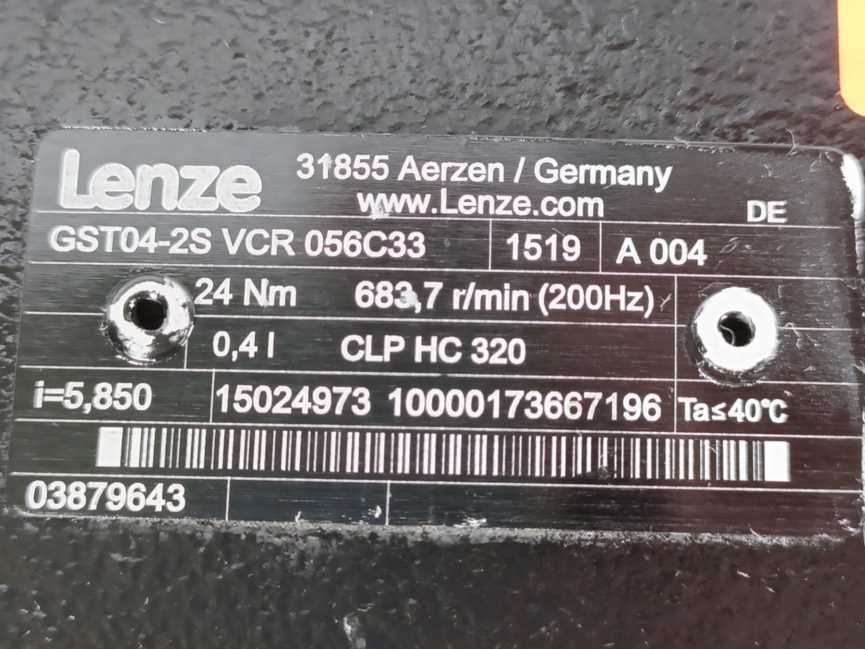 Lenze 31855 Aerzen / Germany
www.Lenze.com DE
GST04-2S VCR 056C33 1519 A 004
24 Nm 683,7 r/min (200Hz)
0,4 l CLP HC 320
i=5,850 15024973 10000173667196 Ta≤40°C
03879643